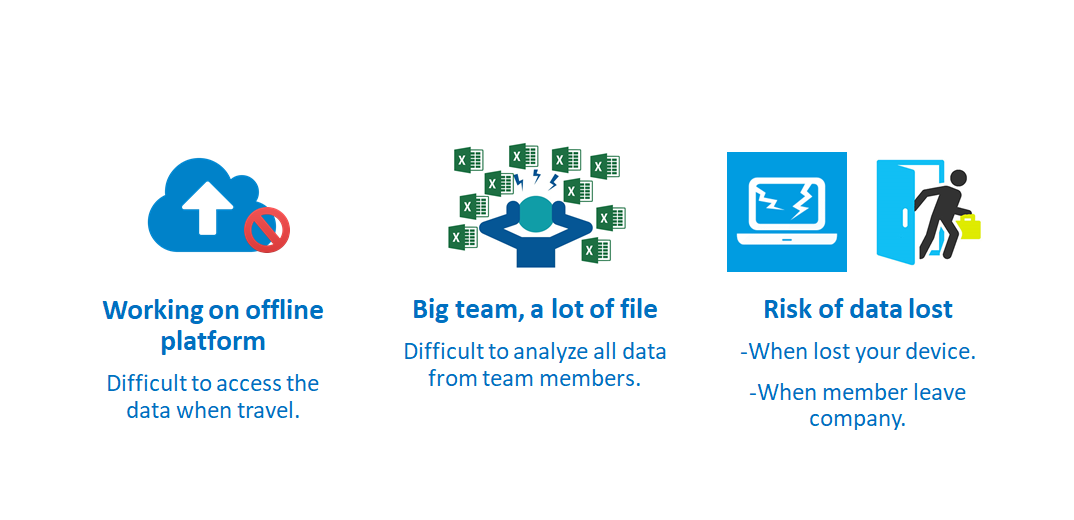 Working on offline
platform
Difficult to access the
data when travel.
Big team, a lot of file
Difficult to analyze all data
from team members.
Risk of data lost
-When lost your device.
-When member leave
company.